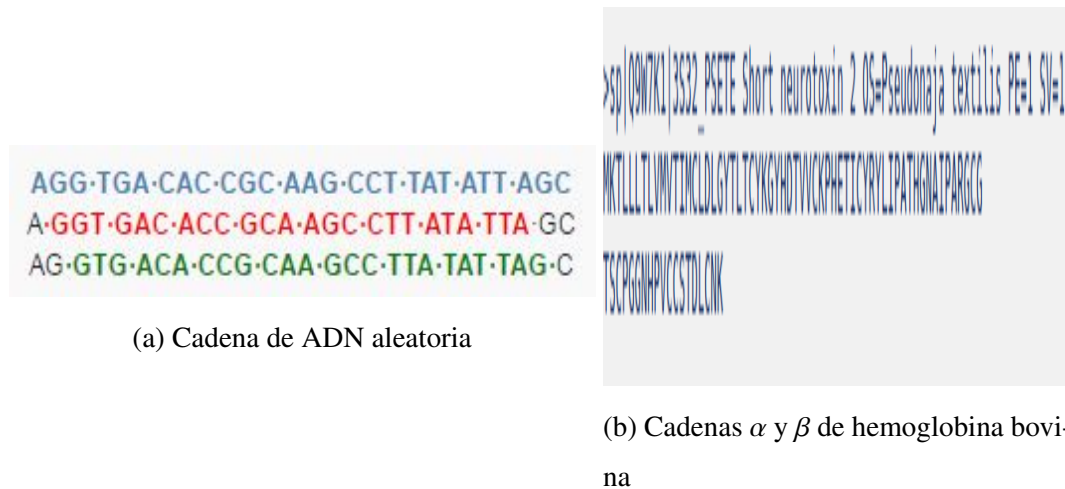 AGG·TGA·CAC·CGC·AAG·CCT·TAT·ATT·AGC
A·GGT·GAC·ACC·GCA·AGC·CTT·ATA·TTA·GC
AG·GTG·ACA·CCG·CAA·GCC·TTA·TAT·TAG·C
(a) Cadena de ADN aleatoria
>sp|Q9W7K1|3S32_PSETE Short neurotoxin 2 OS=Pseudonaja textilis PE=1 SV=1
MKTLLLTLVMVTIMCLDLGYTLTCYKGYHDTVVCKPHETICYRYLIPATHGNAIPARGCG
TSCPGGNHPVCCSTDLCNK
(b) Cadenas α y β de hemoglobina bovi-
na